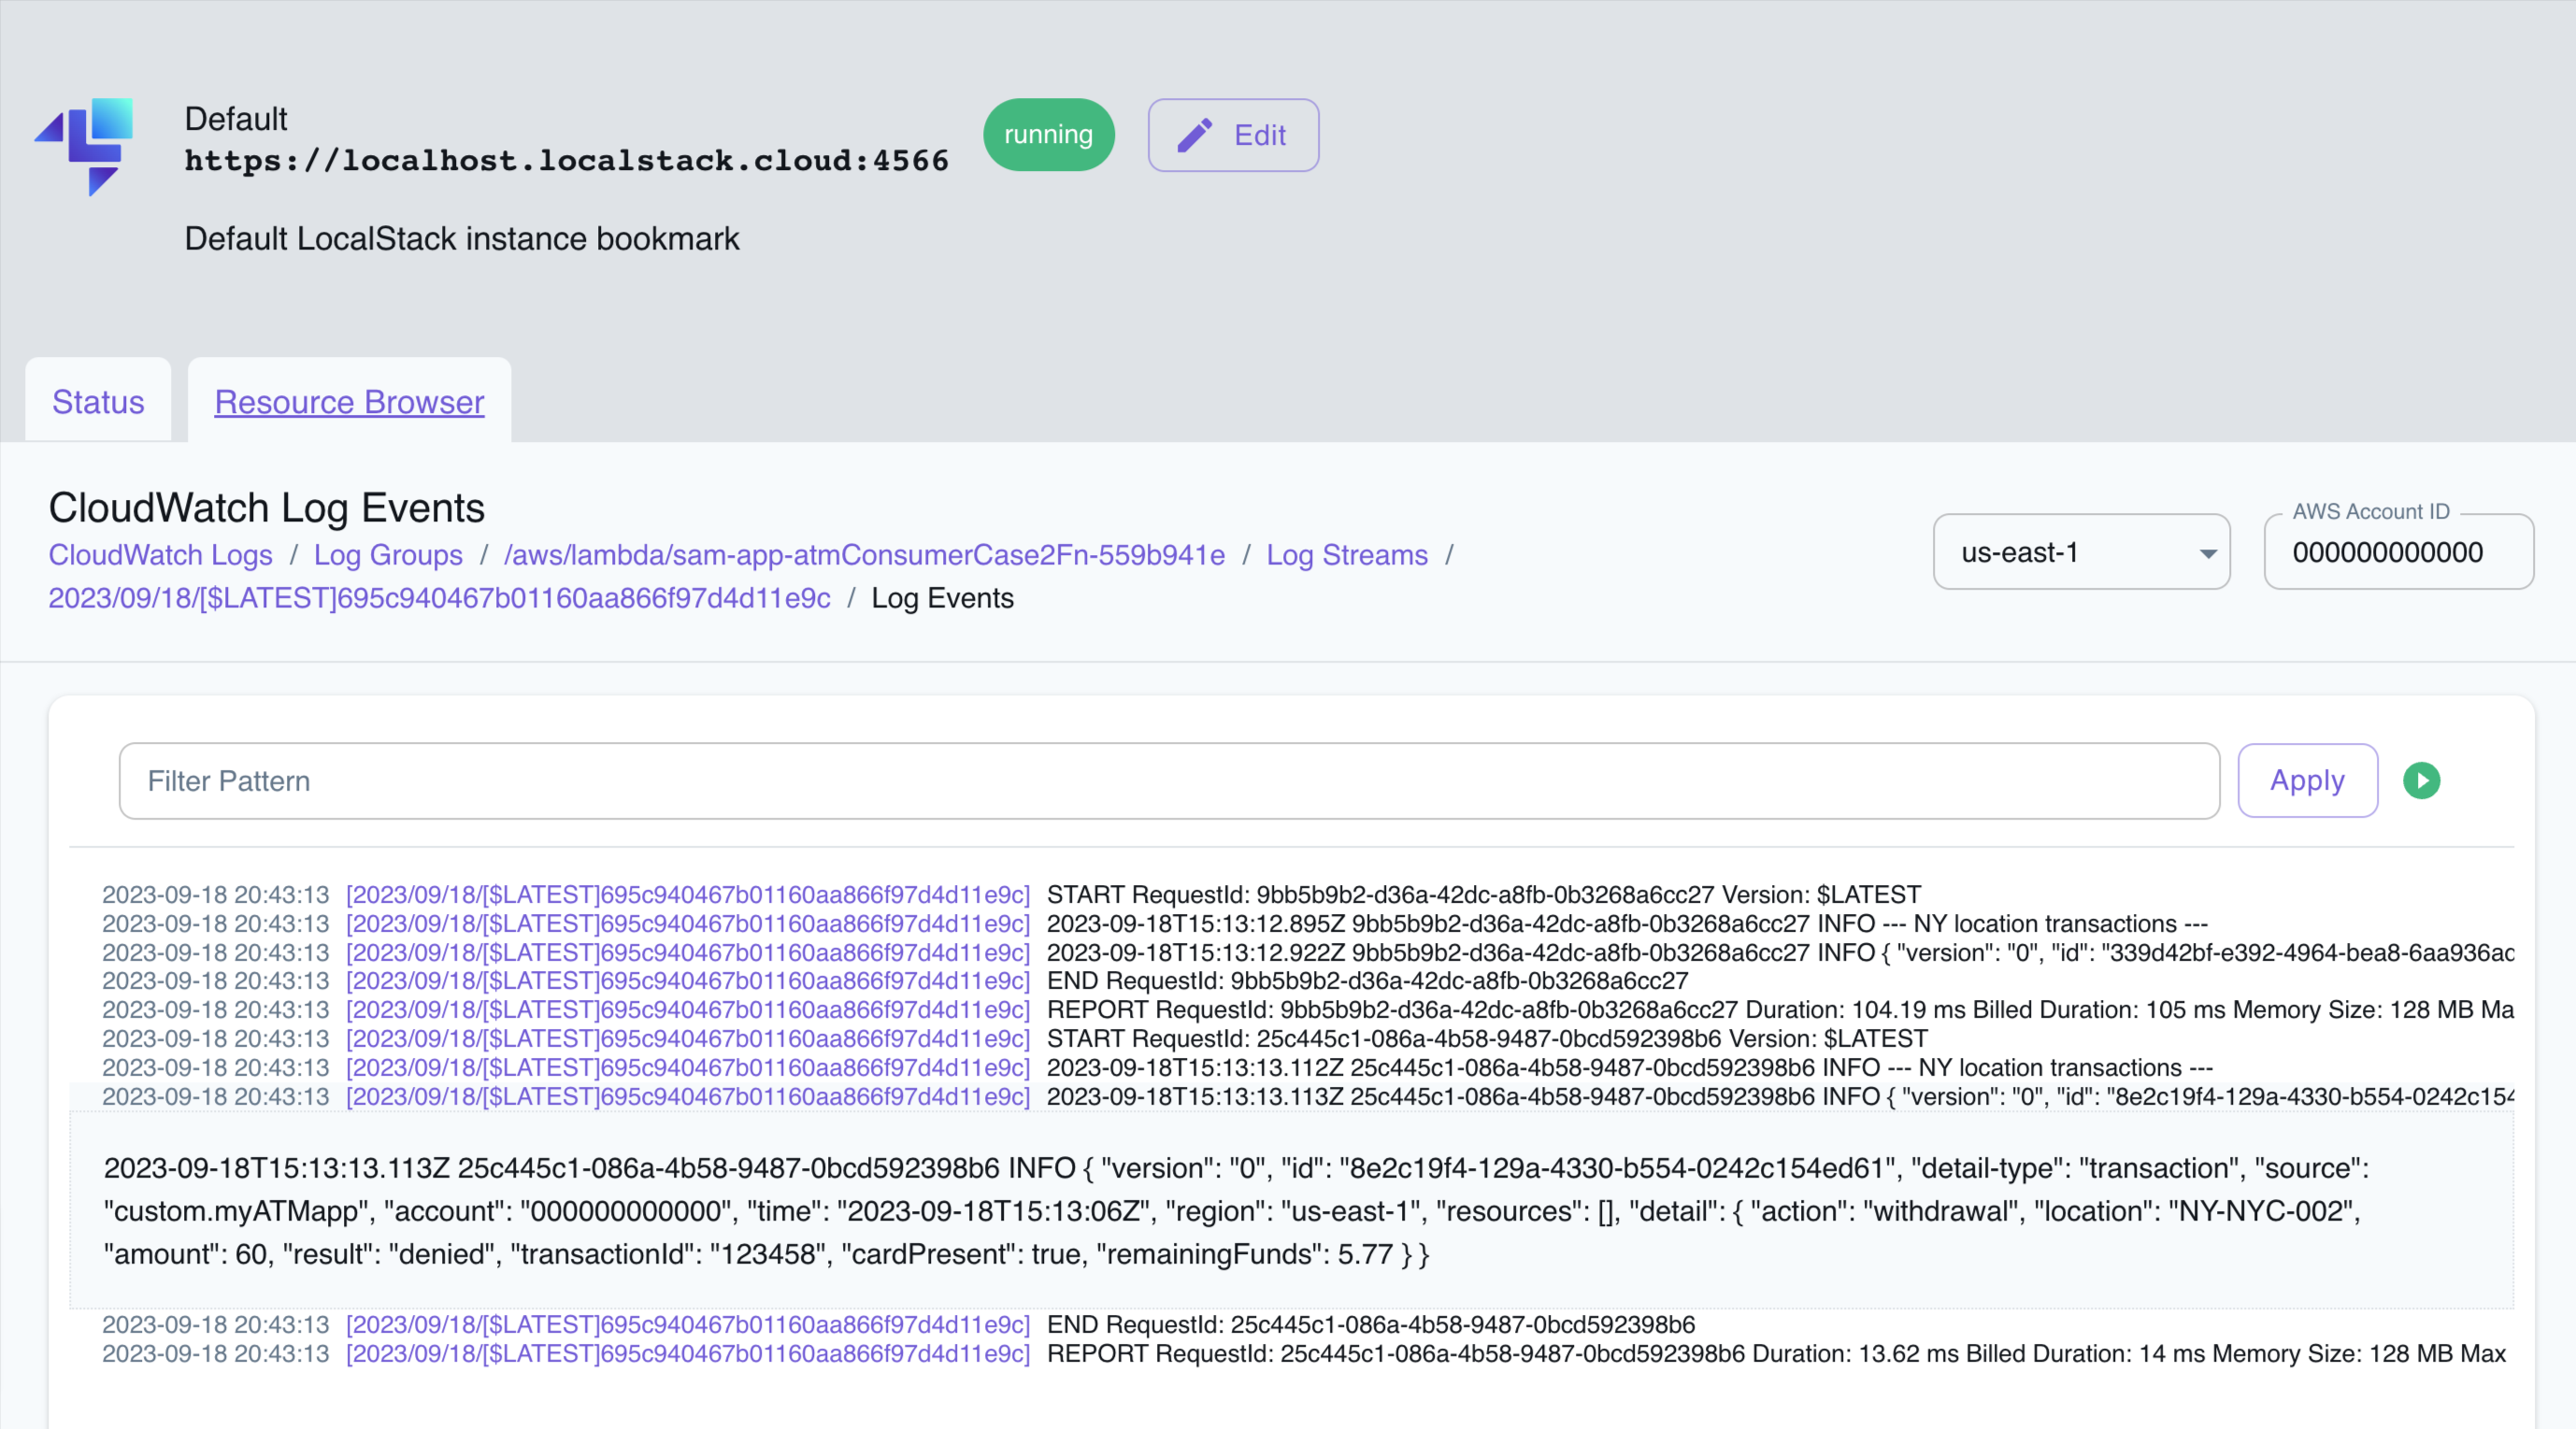 Default
https://localhost.localstack.cloud:4566
running
Edit
Default LocalStack instance bookmark
Status
Resource Browser
CloudWatch Log Events
CloudWatch Logs / Log Groups / /aws/lambda/sam-app-atmConsumerCase2Fn-559b941e / Log Streams /
2023/09/18/[$LATEST]695c940467b01160aa866f97d4d11e9c / Log Events
us-east-1
AWS Account ID
000000000000
Filter Pattern
Apply
2023-09-18 20:43:13 [2023/09/18/[$LATEST]695c940467b01160aa866f97d4d11e9c] START RequestId: 9bb5b9b2-d36a-42dc-a8fb-0b3268a6cc27 Version: $LATEST
2023-09-18 20:43:13 [2023/09/18/[$LATEST]695c940467b01160aa866f97d4d11e9c] 2023-09-18T15:13:12.895Z 9bb5b9b2-d36a-42dc-a8fb-0b3268a6cc27 INFO --- NY location transactions ---
2023-09-18 20:43:13 [2023/09/18/[$LATEST]695c940467b01160aa866f97d4d11e9c] 2023-09-18T15:13:12.922Z 9bb5b9b2-d36a-42dc-a8fb-0b3268a6cc27 INFO { "version": "0", "id": "339d42bf-e392-4964-bea8-6aa936ac
2023-09-18 20:43:13 [2023/09/18/[$LATEST]695c940467b01160aa866f97d4d11e9c] END RequestId: 9bb5b9b2-d36a-42dc-a8fb-0b3268a6cc27
2023-09-18 20:43:13 [2023/09/18/[$LATEST]695c940467b01160aa866f97d4d11e9c] REPORT RequestId: 9bb5b9b2-d36a-42dc-a8fb-0b3268a6cc27 Duration: 104.19 ms Billed Duration: 105 ms Memory Size: 128 MB Ma
2023-09-18 20:43:13 [2023/09/18/[$LATEST]695c940467b01160aa866f97d4d11e9c] START RequestId: 25c445c1-086a-4b58-9487-0bcd592398b6 Version: $LATEST
2023-09-18 20:43:13 [2023/09/18/[$LATEST]695c940467b01160aa866f97d4d11e9c] 2023-09-18T15:13:13.112Z 25c445c1-086a-4b58-9487-0bcd592398b6 INFO --- NY location transactions ---
2023-09-18 20:43:13 [2023/09/18/[$LATEST]695c940467b01160aa866f97d4d11e9c] 2023-09-18T15:13:13.113Z 25c445c1-086a-4b58-9487-0bcd592398b6 INFO { "version": "0", "id": "8e2c19f4-129a-4330-b554-0242c154
2023-09-18T15:13:13.113Z 25c445c1-086a-4b58-9487-0bcd592398b6 INFO { "version": "0", "id": "8e2c19f4-129a-4330-b554-0242c154ed61", "detail-type": "transaction", "source":
"custom.myATMapp", "account": "000000000000", "time": "2023-09-18T15:13:06Z", "region": "us-east-1", "resources": [], "detail": { "action": "withdrawal", "location": "NY-NYC-002",
"amount": 60, "result": "denied", "transactionId": "123458", "cardPresent": true, "remainingFunds": 5.77 } }
2023-09-18 20:43:13 [2023/09/18/[$LATEST]695c940467b01160aa866f97d4d11e9c] END RequestId: 25c445c1-086a-4b58-9487-0bcd592398b6
2023-09-18 20:43:13 [2023/09/18/[$LATEST]695c940467b01160aa866f97d4d11e9c] REPORT RequestId: 25c445c1-086a-4b58-9487-0bcd592398b6 Duration: 13.62 ms Billed Duration: 14 ms Memory Size: 128 MB Max